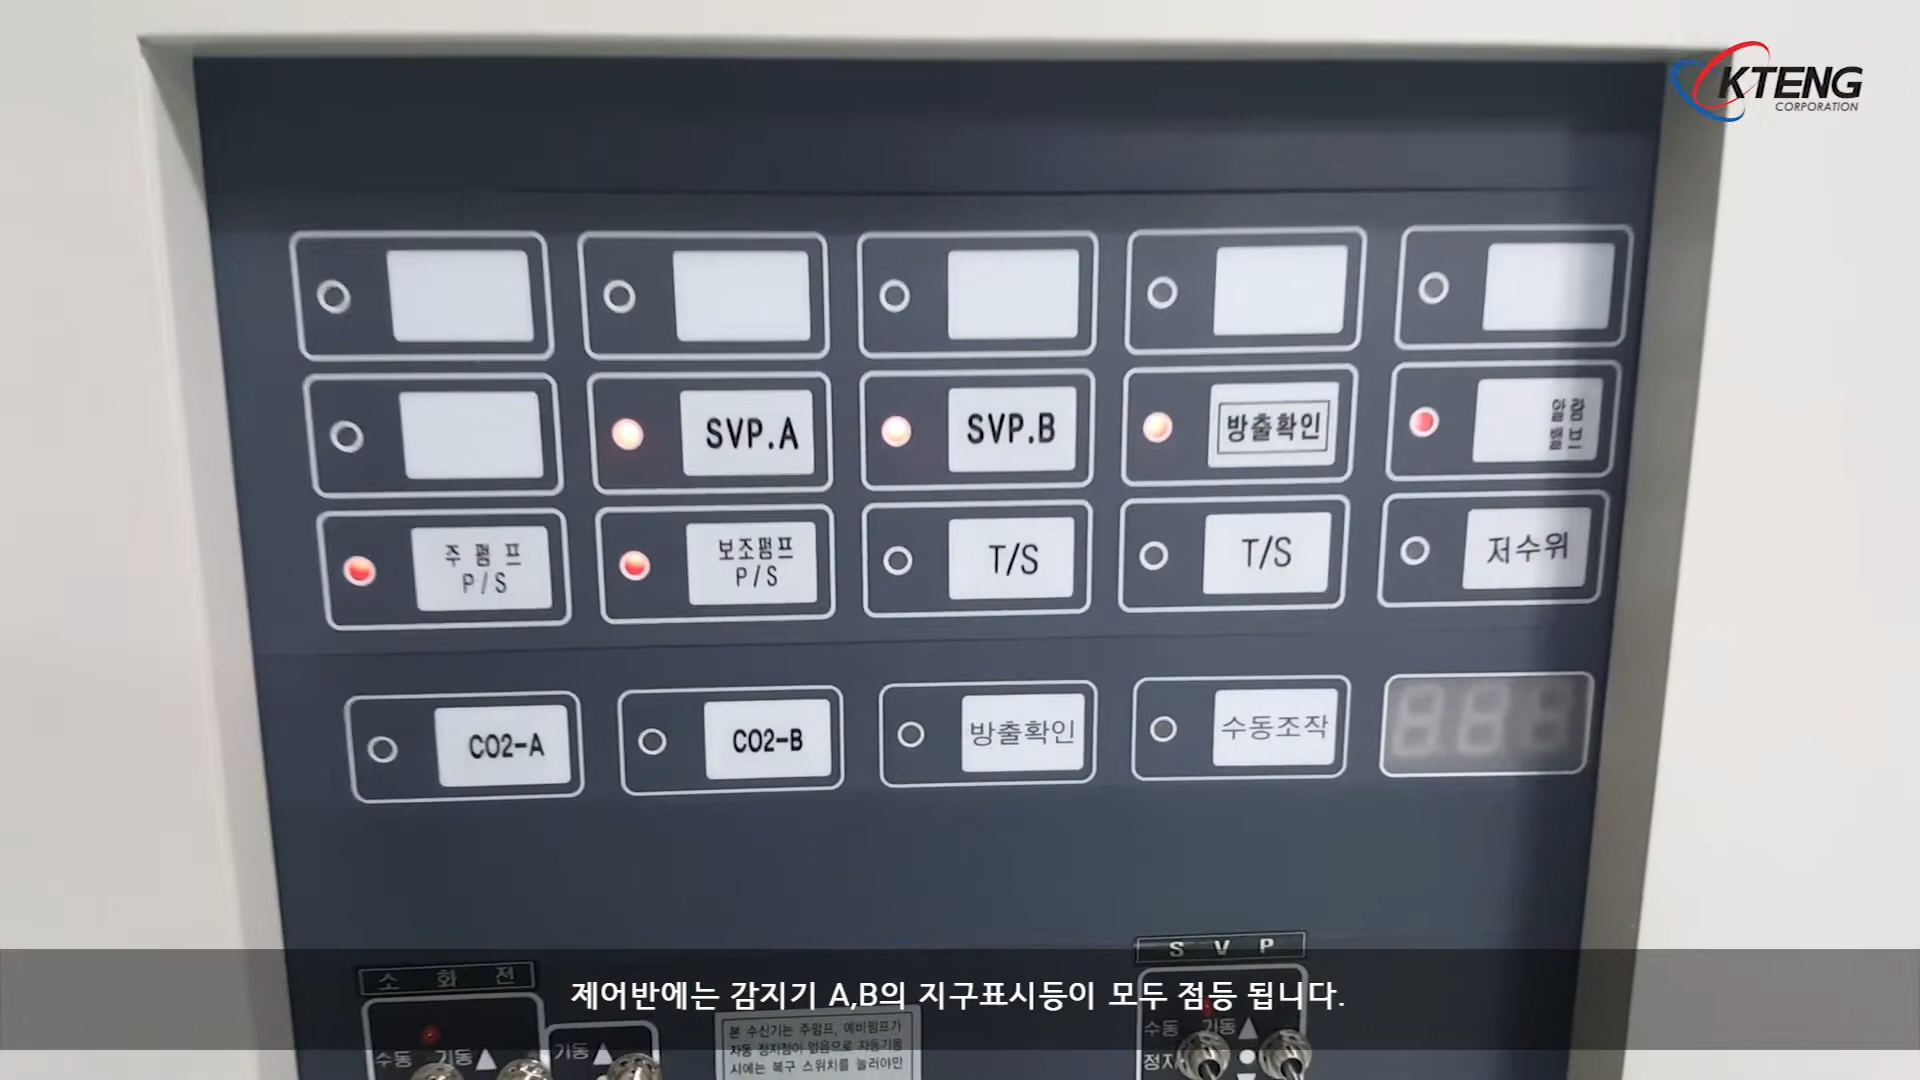 KTENG
CORPORATION
SVP.A
SVP.B
방출확인
알람
밸브
주 펌 프
P/S
보조펌프
P/S
T/S
T/S
저수위
CO2-A
CO2-B
방출확인
수동조작
소 화 전
S V P
제어반에는 감지기 A,B의 지구표시등이 모두 점등 됩니다.
수동 기동▲
기동▲
본 수신기는 주펌프, 예비펌프가
자동 정지점이 없음으로 자동기동
시에는 복구 스위치를 눌러야만
수동 기동▲
정지